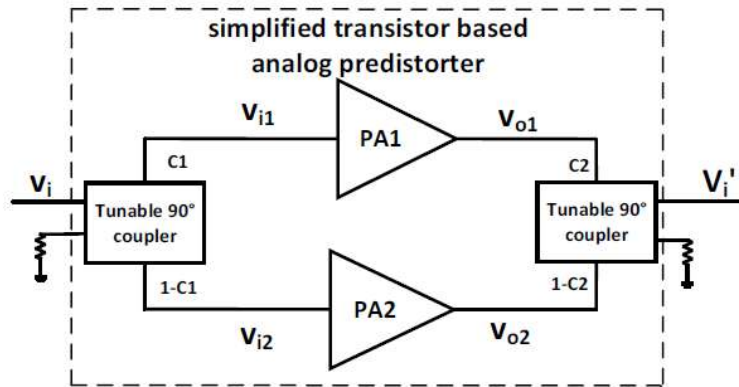 simplified transistor based
analog predistorter
vi1
PA1
vo1
C1
C2
vi
Vi'
Tunable 90°
coupler
Tunable 90°
coupler
1-C1
1-C2
PA2
vi2
vo2